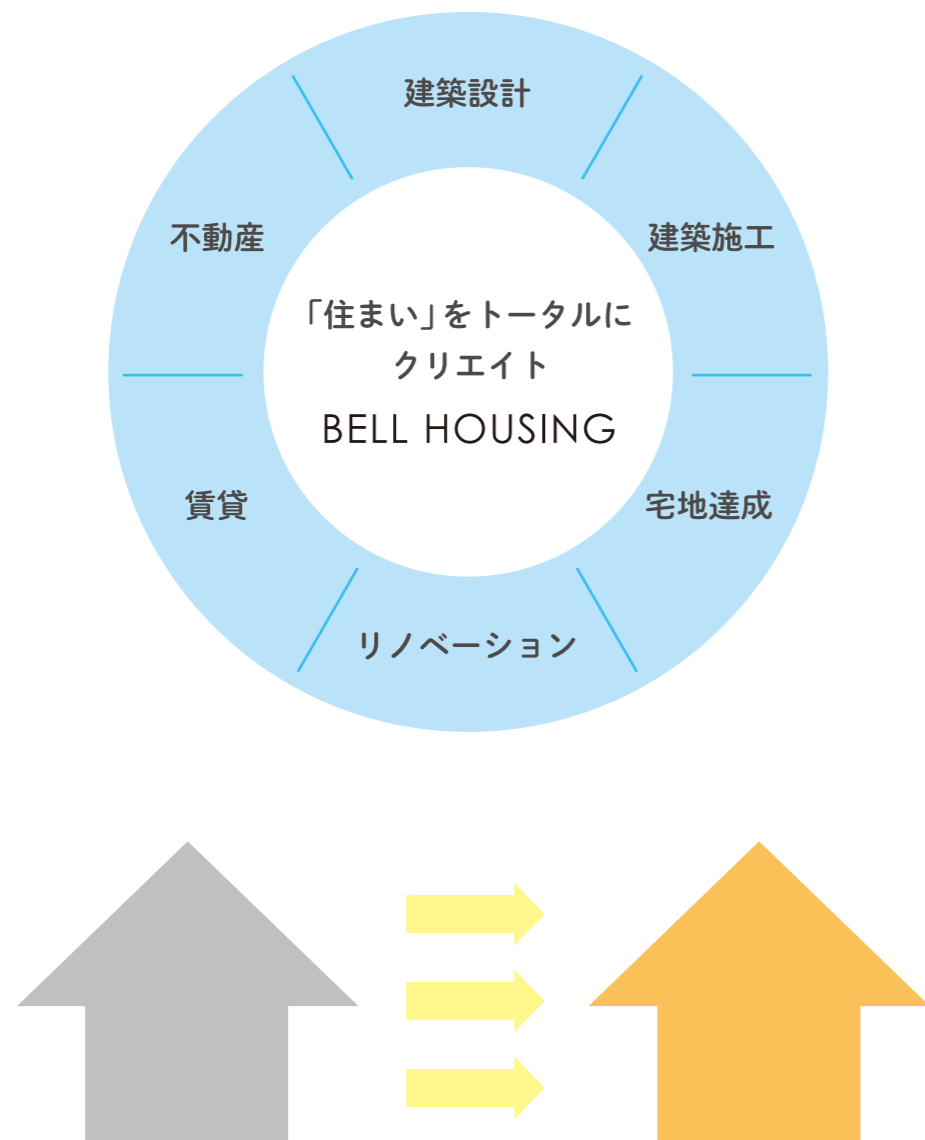 建築設計
不動産
建築施工
「住まい」をトータルに
クリエイト
BELL HOUSING
賃貸
宅地達成
リノベーション